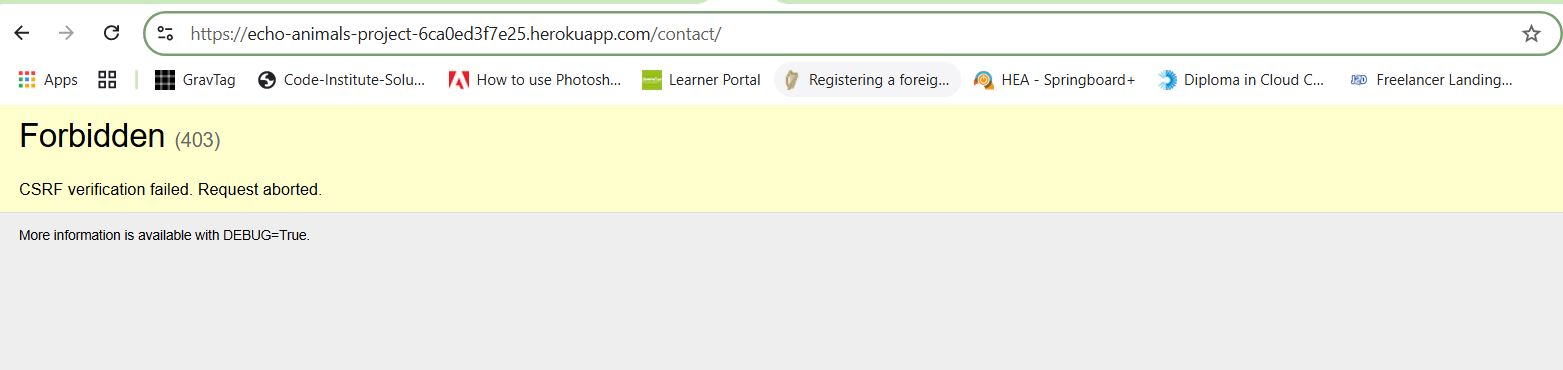 https://echo-animals-project-6ca0ed3f7e25.herokuapp.com/contact/
Apps GravTag Code-Institute-Solu... How to use Photosh... Learner Portal Registering a foreig... HEA - Springboard+ Diploma in Cloud C... Freelancer Landing...
Forbidden (403)
CSRF verification failed. Request aborted.
More information is available with DEBUG=True.